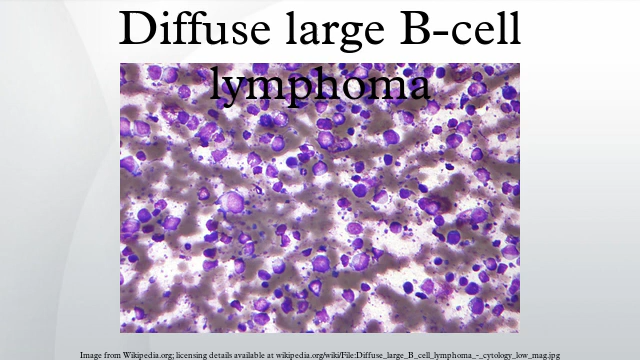 Diffuse large B-cell
lymphoma
Image from Wikipedia.org; licensing details available at wikipedia.org/wiki/File:Diffuse_large_B_cell_lymphoma_-_cytology_low_mag.jpg